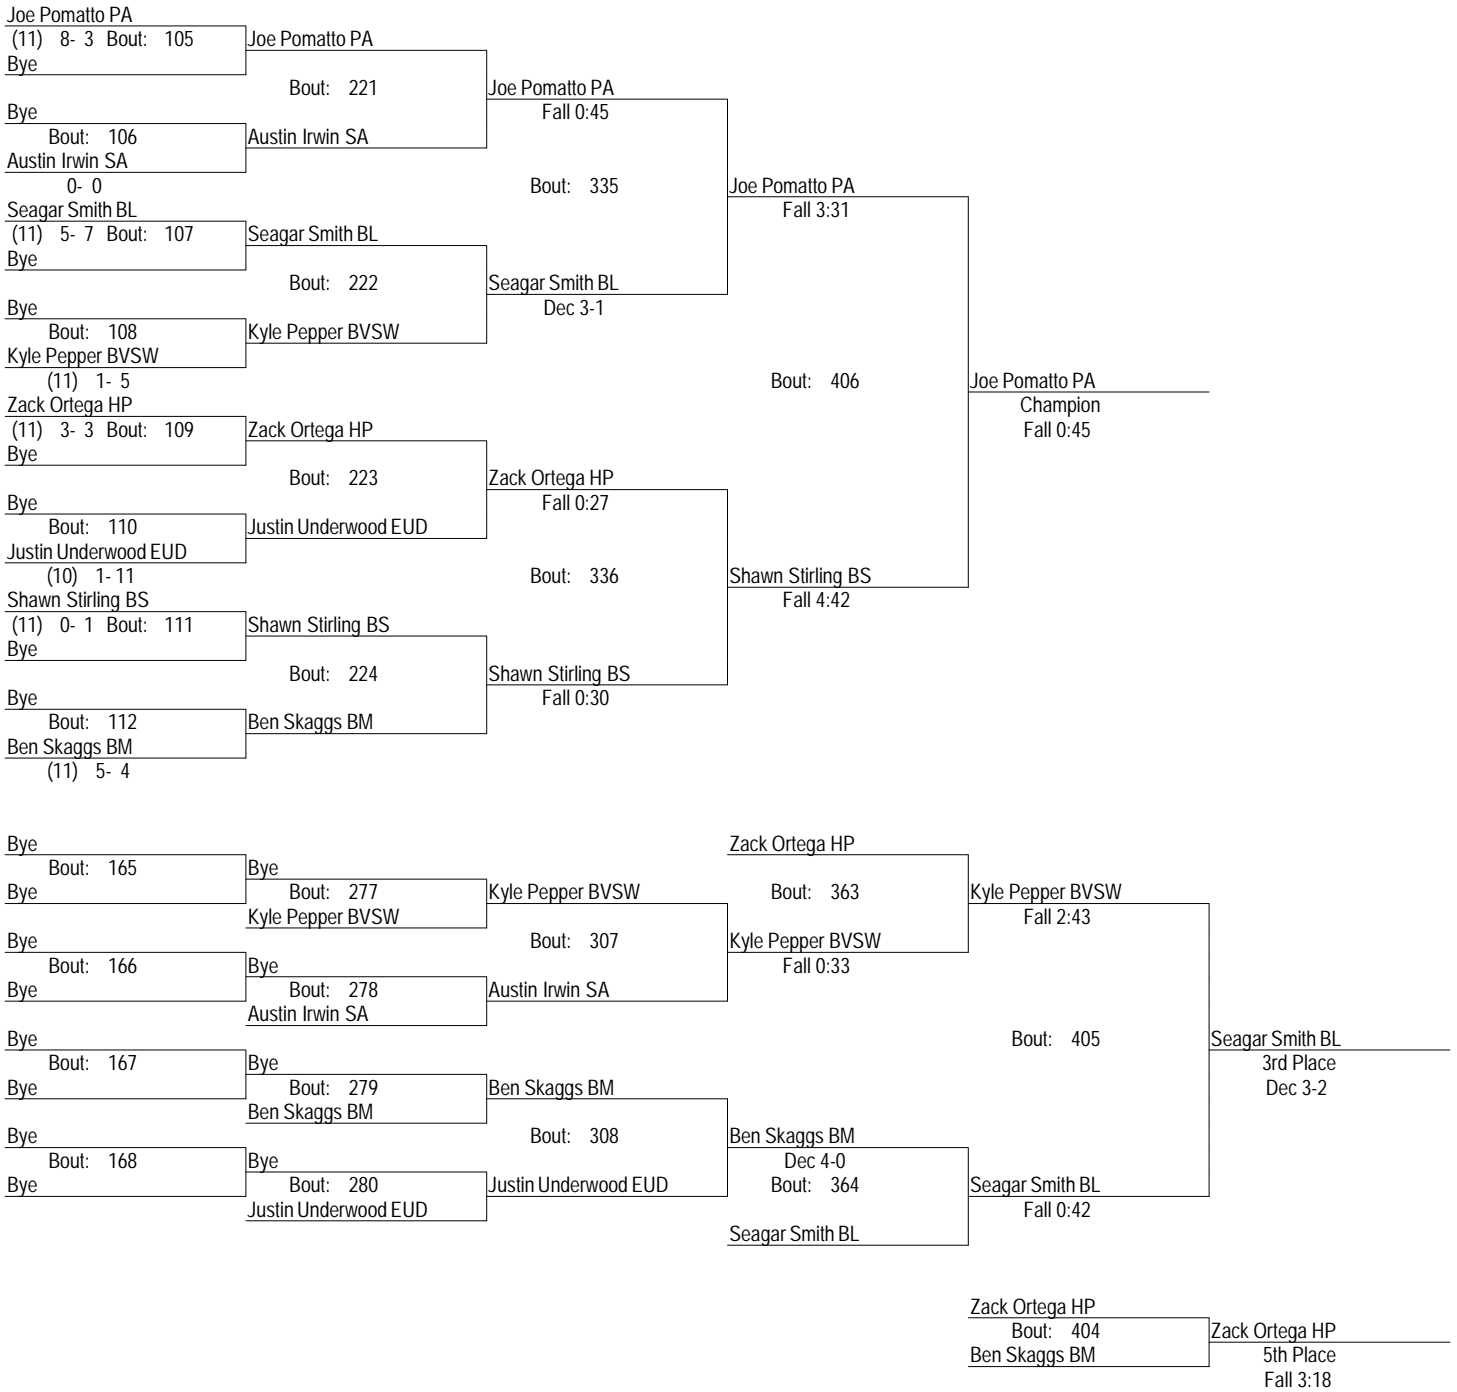 Joe Pomatto PA
(11) 8- 3 Bout: 105 Joe Pomatto PA
Bye
Bout: 221 Joe Pomatto PA
Bye Fall 0:45
Bout: 106 Austin Irwin SA
Austin Irwin SA
0- 0 Bout: 335 Joe Pomatto PA
Seagar Smith BL Fall 3:31
(11) 5- 7 Bout: 107 Seagar Smith BL
Bye
Bout: 222 Seagar Smith BL
Bye Dec 3-1
Bout: 108 Kyle Pepper BVSW
Kyle Pepper BVSW
(11) 1- 5 Bout: 406 Joe Pomatto PA
Zack Ortega HP Champion
(11) 3- 3 Bout: 109 Zack Ortega HP Fall 0:45
Bye
Bout: 223 Zack Ortega HP
Bye Fall 0:27
Bout: 110 Justin Underwood EUD
Justin Underwood EUD
(10) 1- 11 Bout: 336 Shawn Stirling BS
Shawn Stirling BS Fall 4:42
(11) 0- 1 Bout: 111 Shawn Stirling BS
Bye
Bout: 224 Shawn Stirling BS
Bye Fall 0:30
Bout: 112 Ben Skaggs BM
Ben Skaggs BM
(11) 5- 4
Bye Zack Ortega HP
Bout: 165 Bye
Bye Bout: 277 Kyle Pepper BVSW Bout: 363 Kyle Pepper BVSW
Kyle Pepper BVSW Fall 2:43
Bye Bout: 307 Kyle Pepper BVSW
Bout: 166 Bye Fall 0:33
Bye Bout: 278 Austin Irwin SA
Austin Irwin SA
Bye Bout: 405 Seagar Smith BL
Bout: 167 Bye 3rd Place
Bye Bout: 279 Ben Skaggs BM Dec 3-2
Ben Skaggs BM
Bye Bout: 308 Ben Skaggs BM
Bout: 168 Bye Dec 4-0
Bye Bout: 280 Justin Underwood EUD Bout: 364 Seagar Smith BL
Justin Underwood EUD Fall 0:42
Seagar Smith BL
Zack Ortega HP
Bout: 404 Zack Ortega HP
Ben Skaggs BM 5th Place
Fall 3:18